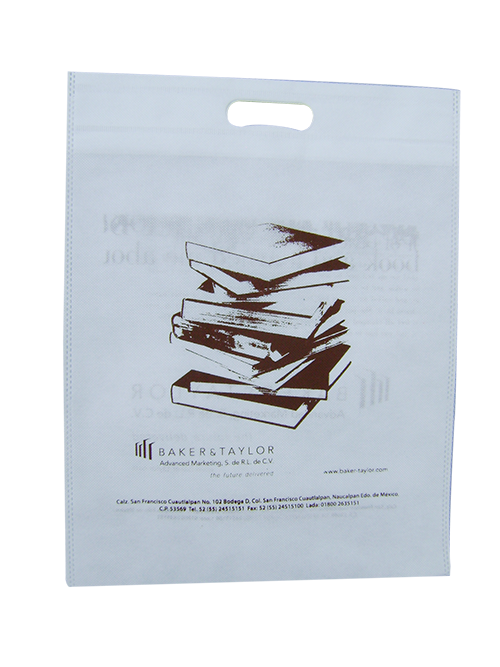 BAKER & TAYLOR
Advanced Marketing, S. de R.L. de C.V.
the future delivered
www.baker-taylor.com
Calz. San Francisco Cuautlalpan No. 102 Bodega D, Col. San Francisco Cuautlalpan, Naucalpan Edo. de México.
C.P. 53569 Tel. 52 (55) 24515151 Fax: 52 (55) 24515100 Lada: 01800 2635151